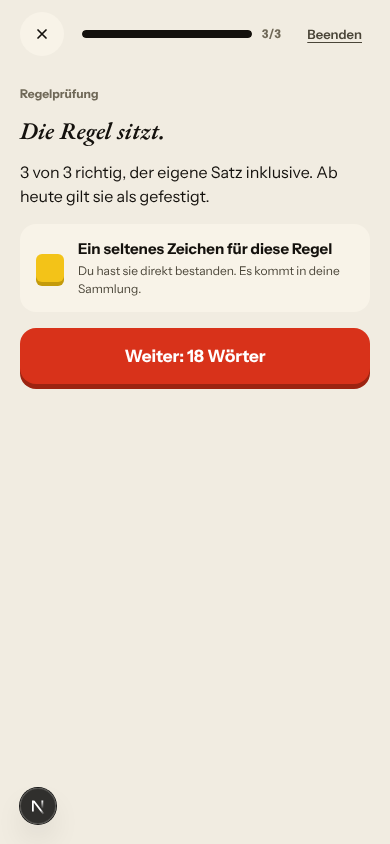 3/3
Beenden
Regelprüfung
Die Regel sitzt.
3 von 3 richtig, der eigene Satz inklusive. Ab
heute gilt sie als gefestigt.
Ein seltenes Zeichen für diese Regel
Du hast sie direkt bestanden. Es kommt in deine
Sammlung.
Weiter: 18 Wörter
N